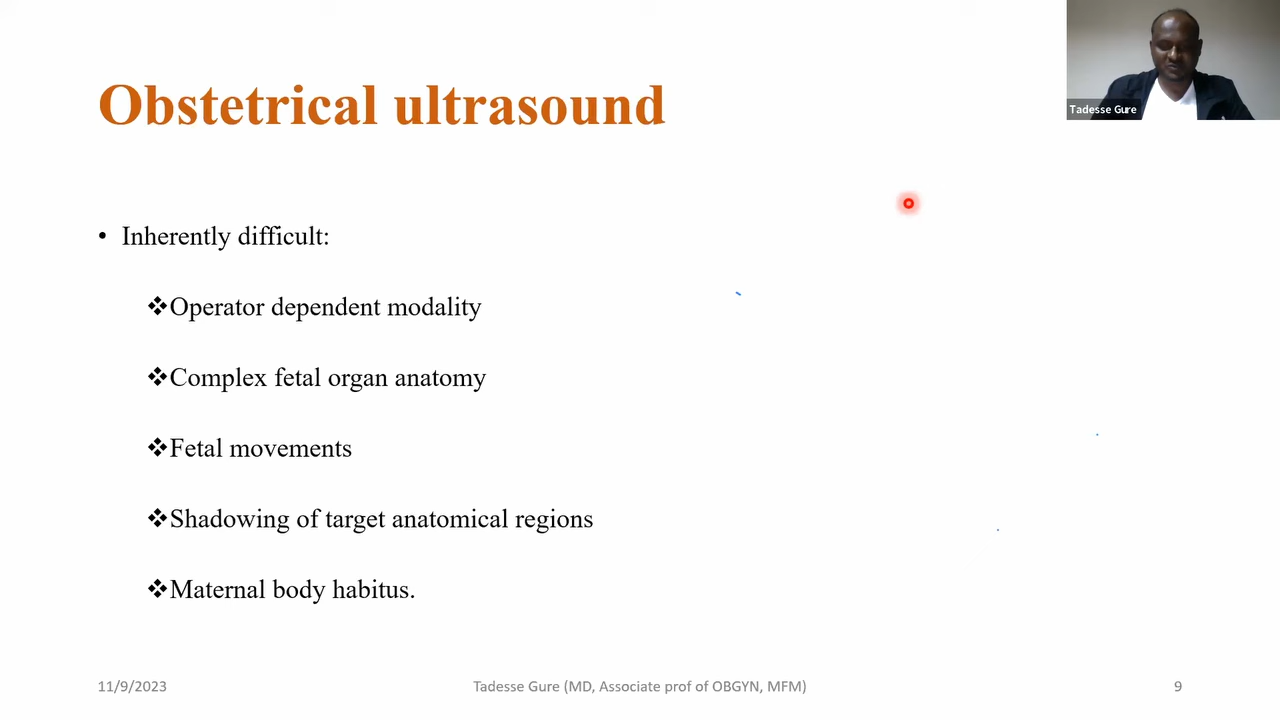 Tadesse Gure
Obstetrical ultrasound
• Inherently difficult:
❖Operator dependent modality
❖Complex fetal organ anatomy
❖Fetal movements
❖Shadowing of target anatomical regions
❖Maternal body habitus.
11/9/2023
Tadesse Gure (MD, Associate prof of OBGYN, MFM)
9